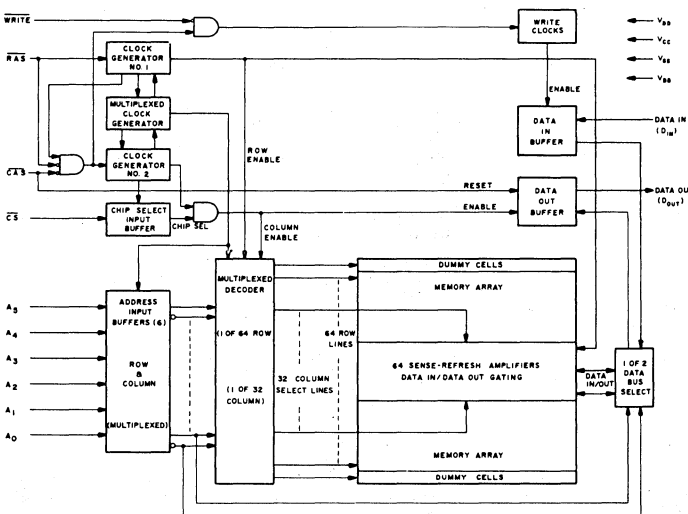 WRITE
RAS
CLOCK
GENERATOR
NO. 1
MULTIPLEXED
CLOCK
GENERATOR
CLOCK
GENERATOR
NO. 2
CAS
CS
CHIP SELECT
INPUT
BUFFER
CHIP SEL
ROW
ENABLE
COLUMN
ENABLE
WRITE
CLOCKS
ENABLE
DATA
IN
BUFFER
VDD
VCC
VSS
VBB
DATA IN
(DIN)
RESET
ENABLE
DATA
OUT
BUFFER
DATA OU
(DOUT)
A5
A4
A3
A2
A1
A0
ADDRESS
INPUT
BUFFERS (6)
ROW
&
COLUMN
(MULTIPLEXED)
MULTIPLEXED
DECODER
(1 OF 64 ROW)
(1 OF 32
COLUMN)
64 ROW
LINES
32 COLUMN
SELECT LINES
DUMMY CELLS
MEMORY ARRAY
64 SENSE-REFRESH AMPLIFIERS
DATA IN/DATA OUT GATING
MEMORY ARRAY
DUMMY CELLS
DATA
IN/OUT
1 OF 2
DATA
BUS
SELECT